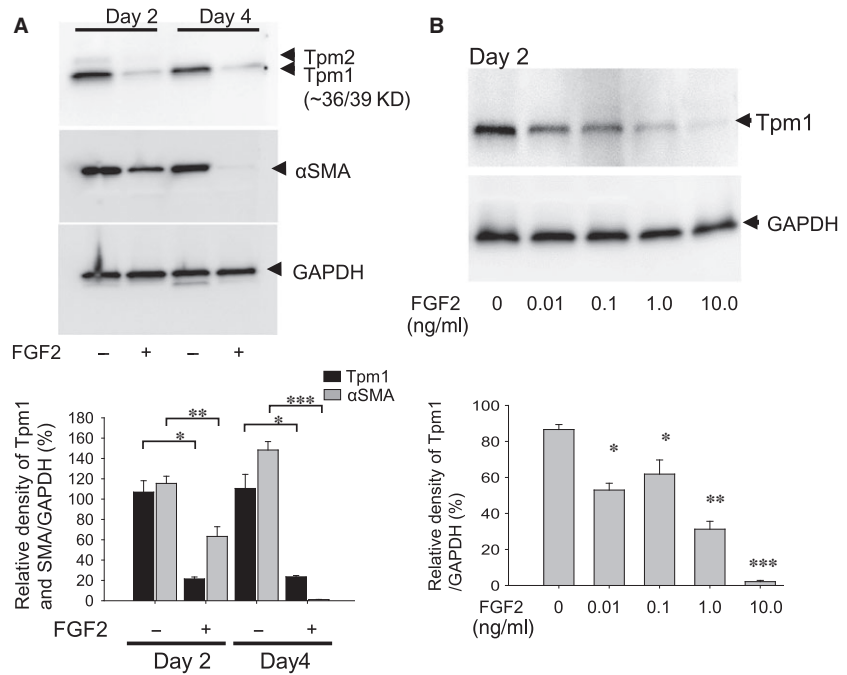 A
Day 2 Day 4
Tpm2
Tpm1
(~36/39 KD)
αSMA
GAPDH
FGF2 – + – +
Tpm1
αSMA
Relative density of Tpm1
and SMA/GAPDH (%)
180
160
140
120
100
80
60
40
20
0
* ** * ***
FGF2 – + – +
Day 2 Day4
B
Day 2
Tpm1
GAPDH
FGF2 0 0.01 0.1 1.0 10.0
(ng/ml)
Relative density of Tpm1
/GAPDH (%)
100
80
60
40
20
0
* * ** ***
FGF2 0 0.01 0.1 1.0 10.0
(ng/ml)